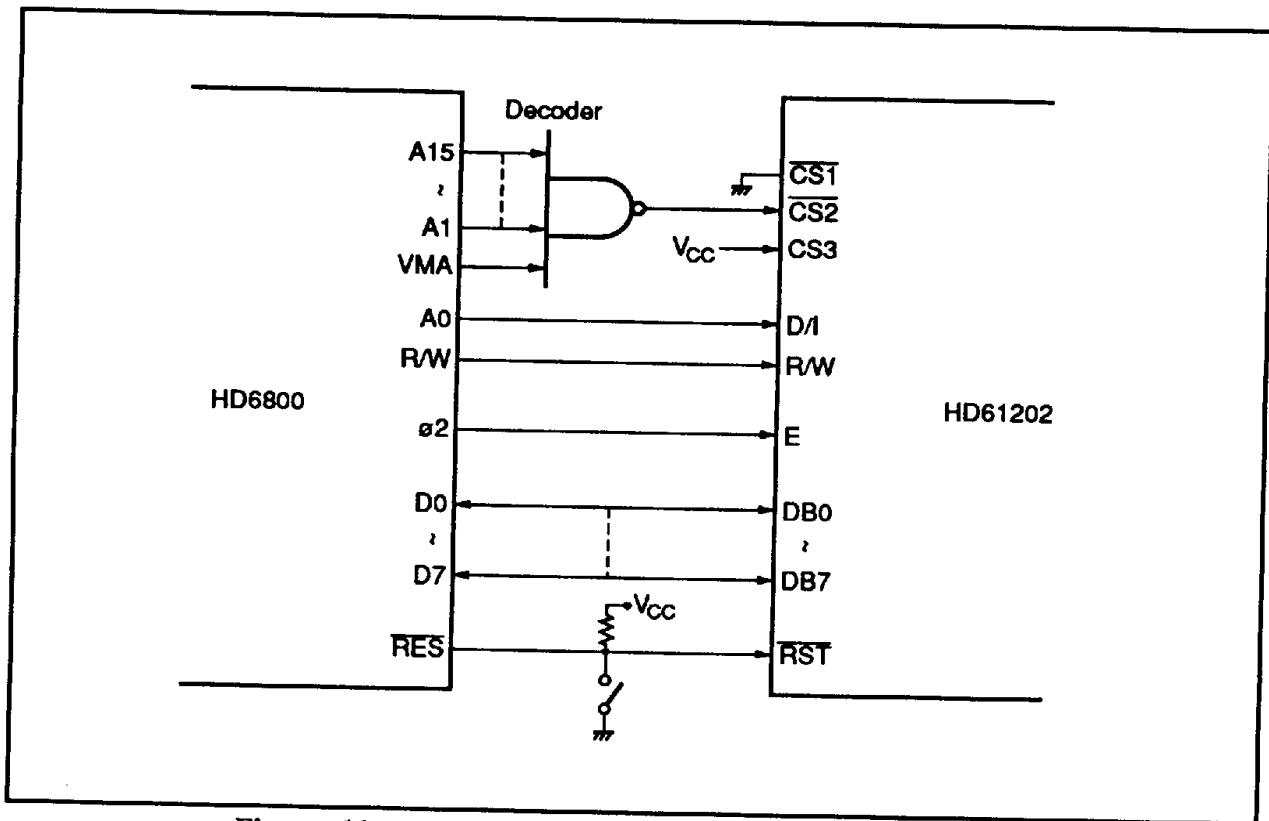 Decoder
A15
~
A1
VMA
A0
R/W
HD6800
ø2
D0
~
D7
RES
CS1
CS2
VCC
CS3
D/I
R/W
HD61202
E
DB0
~
DB7
VCC
RST